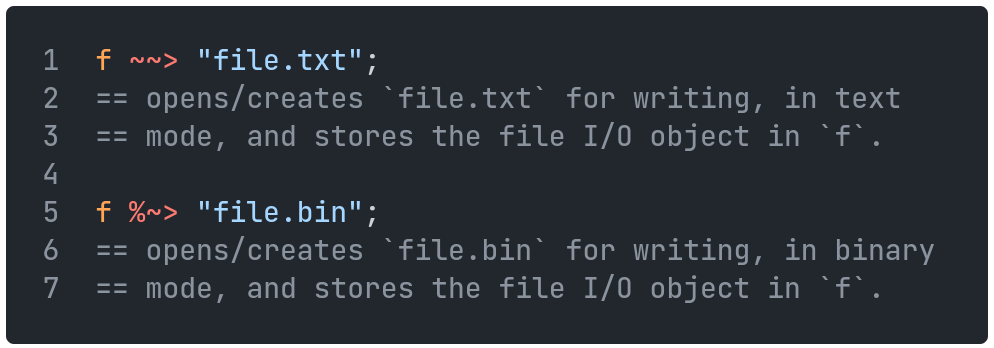 1 f ~~> "file.txt";
2 == opens/creates `file.txt` for writing, in text
3 == mode, and stores the file I/O object in `f`.
4
5 f %~> "file.bin";
6 == opens/creates `file.bin` for writing, in binary
7 == mode, and stores the file I/O object in `f`.